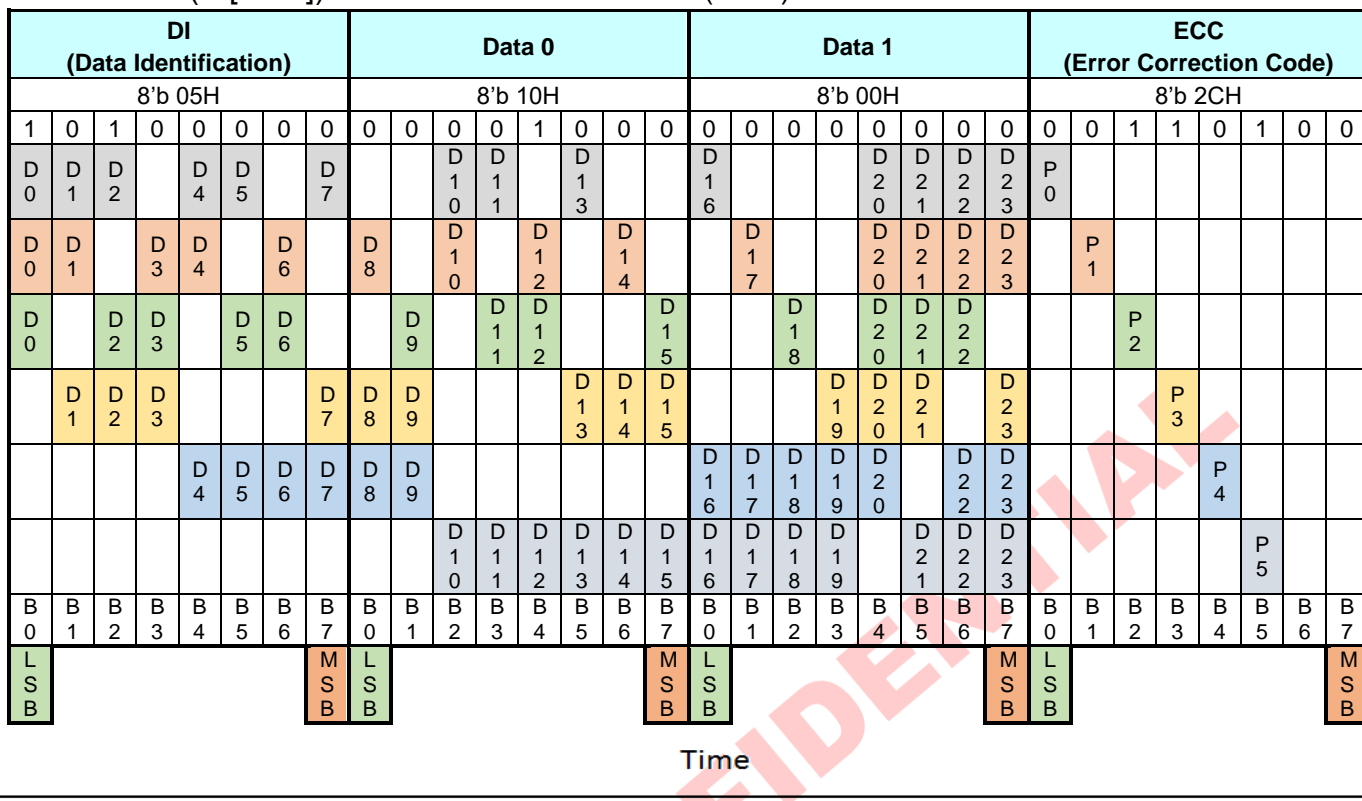 DI Data 0 Data 1 ECC
(Data Identification) (Error Correction Code)
8'b 05H 8'b 10H 8'b 00H 8'b 2CH
1 0 1 0 0 0 0 0 0 0 0 0 1 0 0 0 0 0 0 0 0 0 0 0 0 0 1 1 0 1 0 0
D0 D1 D2 D4 D5 D7 D10 D11 D13 D16 D20 D21 D22 D23 P0
D0 D1 D3 D4 D6 D8 D10 D12 D14 D17 D20 D21 D22 D23 P1
D0 D2 D3 D5 D6 D9 D11 D12 D15 D18 D20 D21 D22 P2
D1 D2 D3 D7 D8 D9 D13 D14 D15 D19 D20 D21 D23 P3
D4 D5 D6 D7 D8 D9 D16 D17 D18 D19 D20 D22 D23 P4
D10 D11 D12 D13 D14 D15 D16 D17 D18 D19 D21 D22 D23 P5
B0 B1 B2 B3 B4 B5 B6 B7 B0 B1 B2 B3 B4 B5 B6 B7 B0 B1 B2 B3 B4 B5 B6 B7 B0 B1 B2 B3 B4 B5 B6 B7
LSB MSB LSB MSB LSB MSB LSB MSB
Time
FIDENTIAL